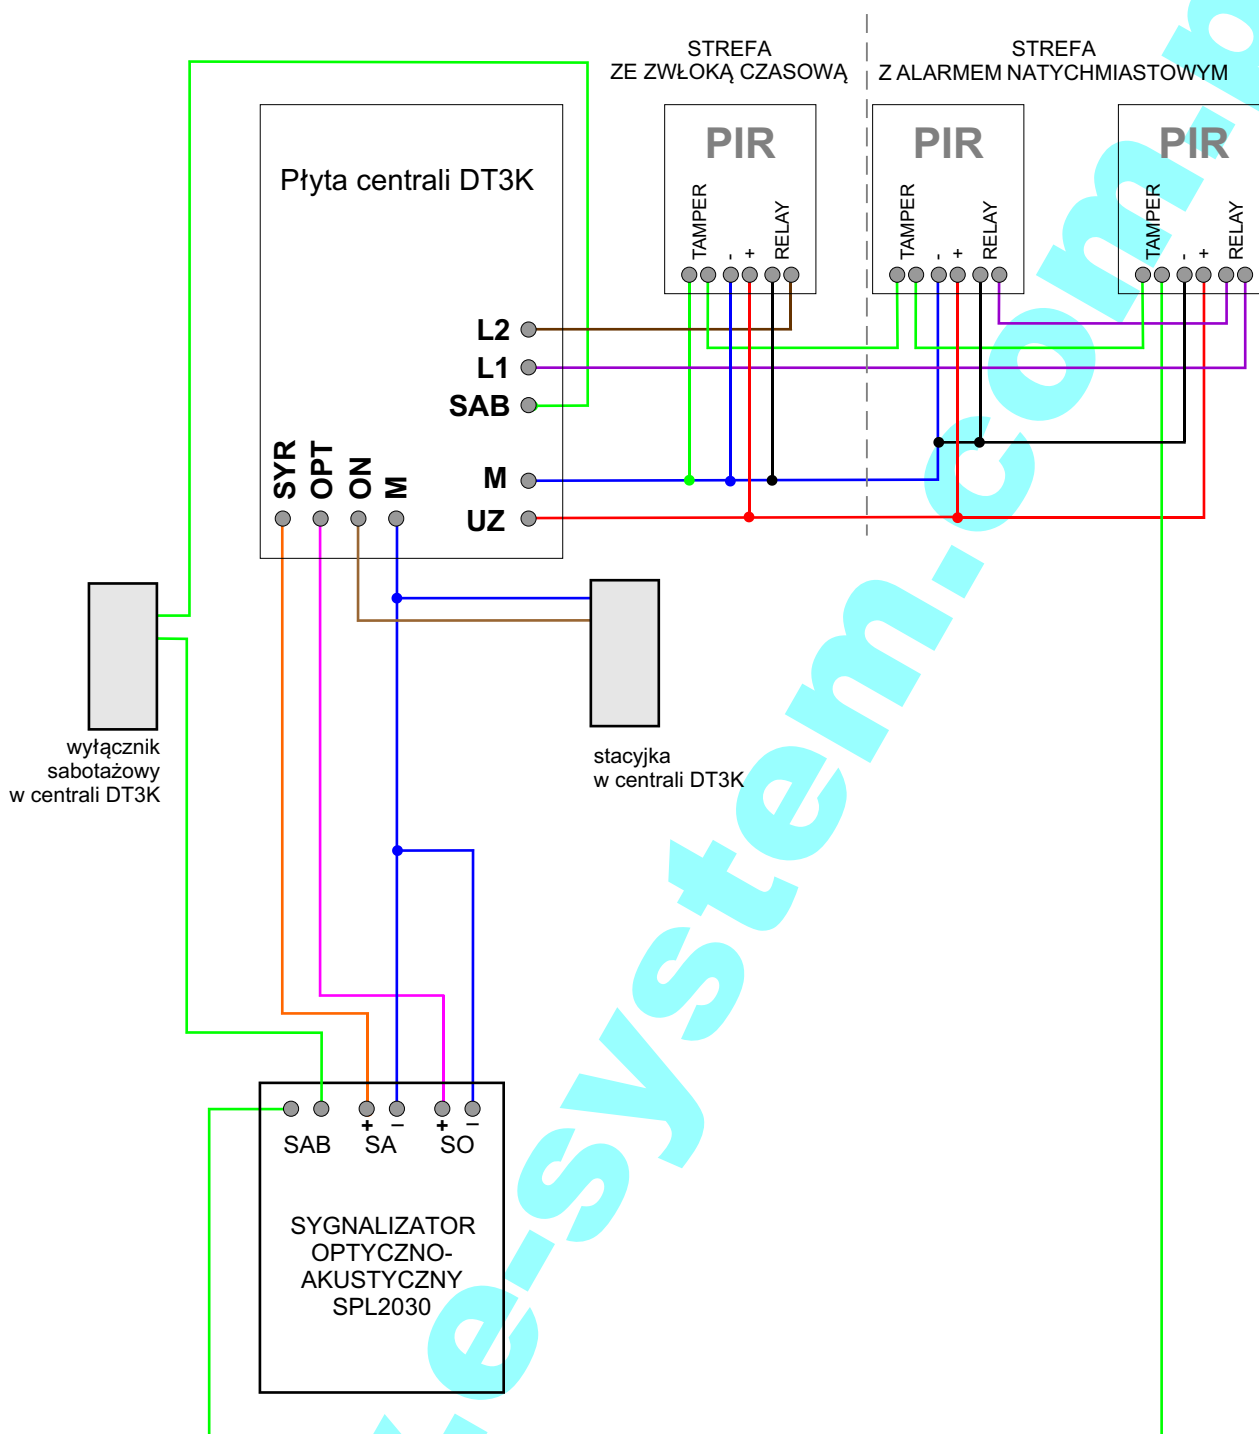 STREFA
ZE ZWŁOKĄ CZASOWĄ
STREFA
Z ALARMEM NATYCHMIASTOWYM
PIR
TAMPER
-
+
RELAY
PIR
TAMPER
-
+
RELAY
PIR
TAMPER
-
+
RELAY
Płyta centrali DT3K
L2
L1
SAB
M
UZ
SYR
OPT
ON
M
wyłącznik
sabotażowy
w centrali DT3K
stacyjka
w centrali DT3K
+ – + –
SAB SA SO
SYGNALIZATOR
OPTYCZNO-
AKUSTYCZNY
SPL2030
e-system.com.p